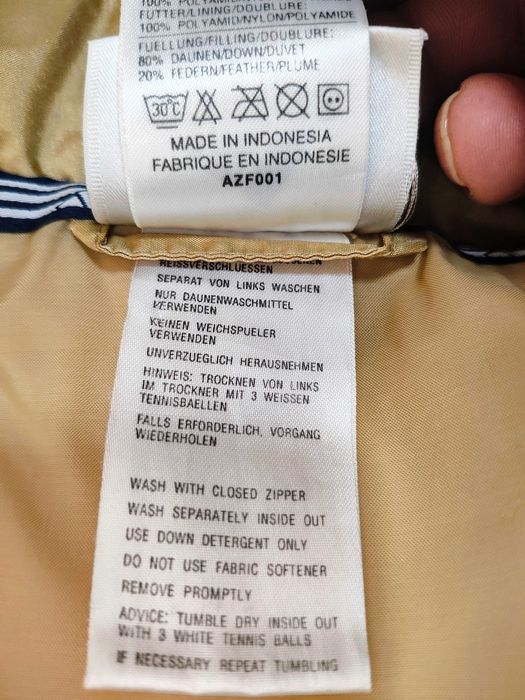 100% POLYAMID/NYLON/POLYAMIDE
FUTTER/LINING/DOUBLURE:
100% POLYAMID/NYLON/POLYAMIDE
FUELLUNG/FILLING/DOUBLURE:
80% DAUNEN/DOWN/DUVET
20% FEDERN/FEATHER/PLUME
30°C
MADE IN INDONESIA
FABRIQUE EN INDONESIE
AZF001
REISSVERSCHLUESSEN
SEPARAT VON LINKS WASCHEN
NUR DAUNENWASCHMITTEL
VERWENDEN
KEINEN WEICHSPUELER
VERWENDEN
UNVERZUEGLICH HERAUSNEHMEN
HINWEIS: TROCKNEN VON LINKS
IM TROCKNER MIT 3 WEISSEN
TENNISBAELLEN
FALLS ERFORDERLICH, VORGANG
WIEDERHOLEN
WASH WITH CLOSED ZIPPER
WASH SEPARATELY INSIDE OUT
USE DOWN DETERGENT ONLY
DO NOT USE FABRIC SOFTENER
REMOVE PROMPTLY
ADVICE: TUMBLE DRY INSIDE OUT
WITH 3 WHITE TENNIS BALLS
IF NECESSARY REPEAT TUMBLING